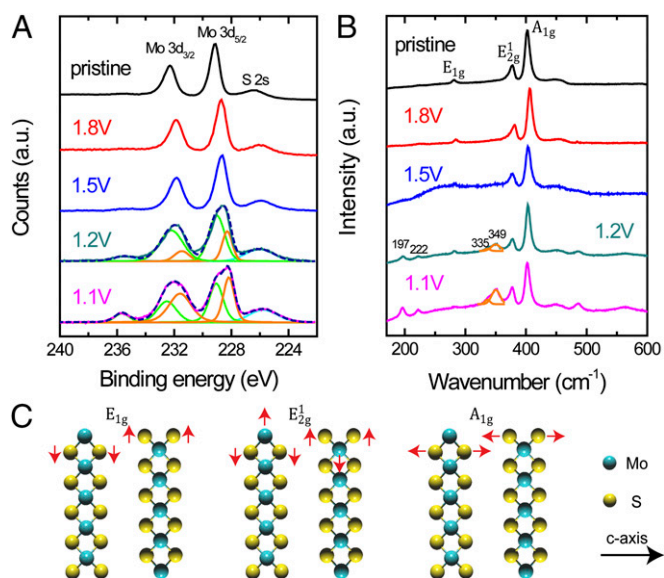 A
pristine
Mo 3d3/2
Mo 3d5/2
S 2s
1.8V
1.5V
1.2V
1.1V
Counts (a.u.)
240 236 232 228 224
Binding energy (eV)
B
pristine
E1g
E2g1
A1g
1.8V
1.5V
1.2V
197 222 335 349
1.1V
Intensity (a.u.)
200 300 400 500 600
Wavenumber (cm-1)
C
E1g
E2g1
A1g
Mo
S
c-axis